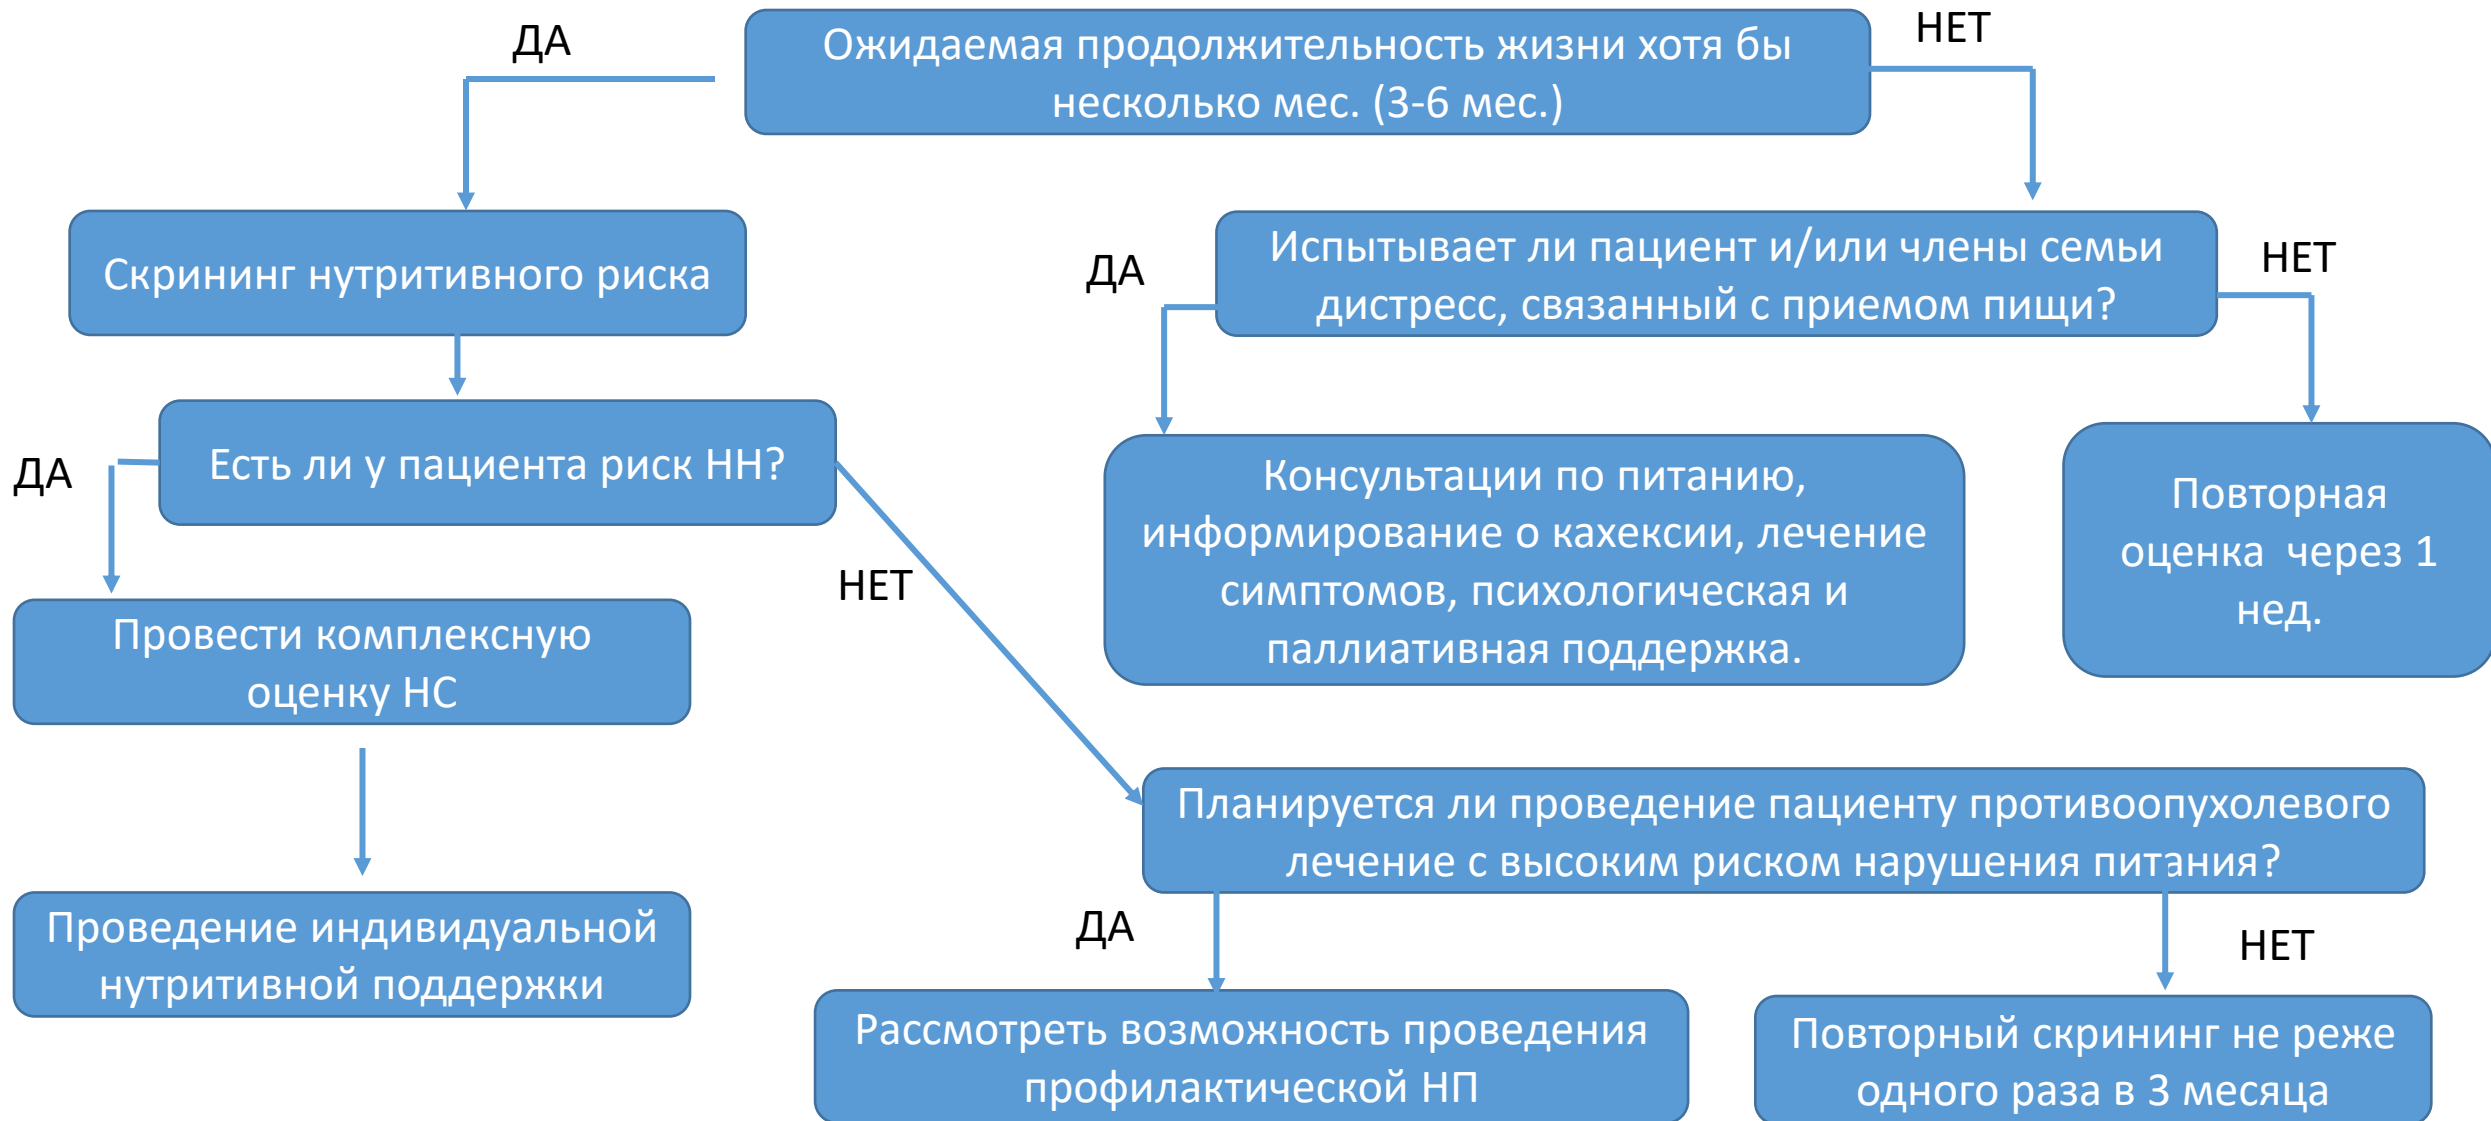 ДА
Ожидаемая продолжительность жизни хотя бы
несколько мес. (3-6 мес.)
НЕТ
Скрининг нутритивного риска
ДА
Испытывает ли пациент и/или члены семьи
дистресс, связанный с приемом пищи?
НЕТ
ДА
Есть ли у пациента риск НН?
НЕТ
Консультации по питанию,
информирование о кахексии, лечение
симптомов, психологическая и
паллиативная поддержка.
Повторная
оценка  через 1
нед.
Провести комплексную
оценку НС
Планируется ли проведение пациенту противоопухолевого
лечение с высоким риском нарушения питания?
Проведение индивидуальной
нутритивной поддержки
ДА
НЕТ
Рассмотреть возможность проведения
профилактической НП
Повторный скрининг не реже
одного раза в 3 месяца